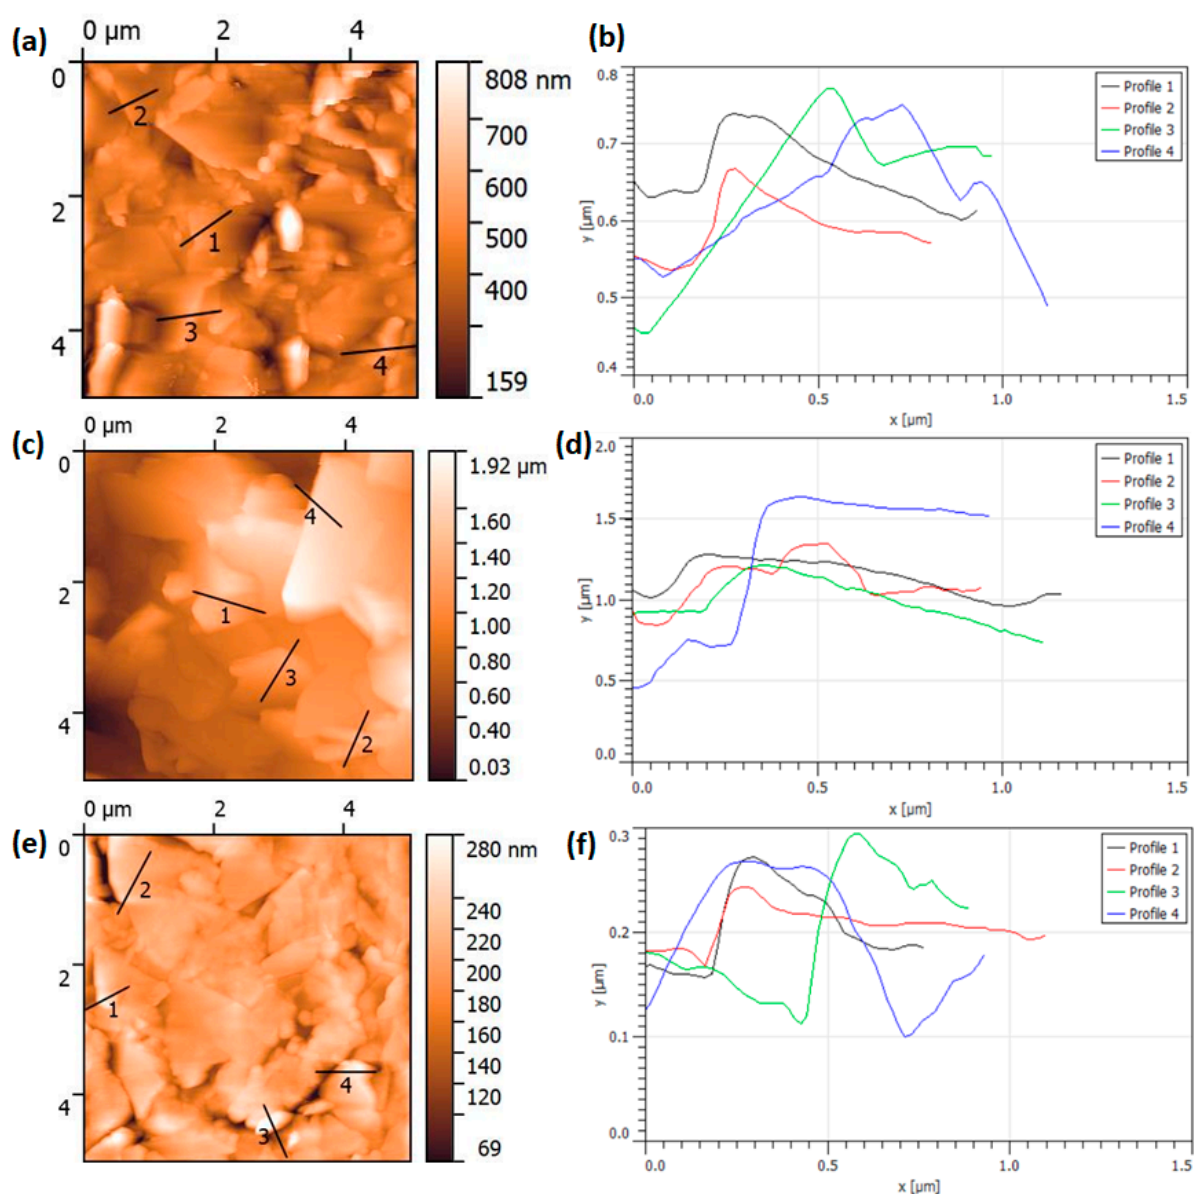 (a)
0 µm 2 4
0
2
4
2
1
3
4
808 nm
700
600
500
400
159
(b)
0.8
0.7
0.6
0.5
0.4
y [µm]
0.0 0.5 1.0 1.5
x [µm]
Profile 1
Profile 2
Profile 3
Profile 4
(c)
0 µm 2 4
0
2
4
4
1
3
2
1.92 µm
1.60
1.40
1.20
1.00
0.80
0.60
0.40
0.03
(d)
2.0
1.5
1.0
0.5
0.0
y [µm]
0.0 0.5 1.0 1.5
x [µm]
Profile 1
Profile 2
Profile 3
Profile 4
(e)
0 µm 2 4
0
2
4
2
1
4
3
280 nm
240
220
200
180
160
140
120
69
(f)
0.3
0.2
0.1
0.0
y [µm]
0.0 0.5 1.0 1.5
x [µm]
Profile 1
Profile 2
Profile 3
Profile 4